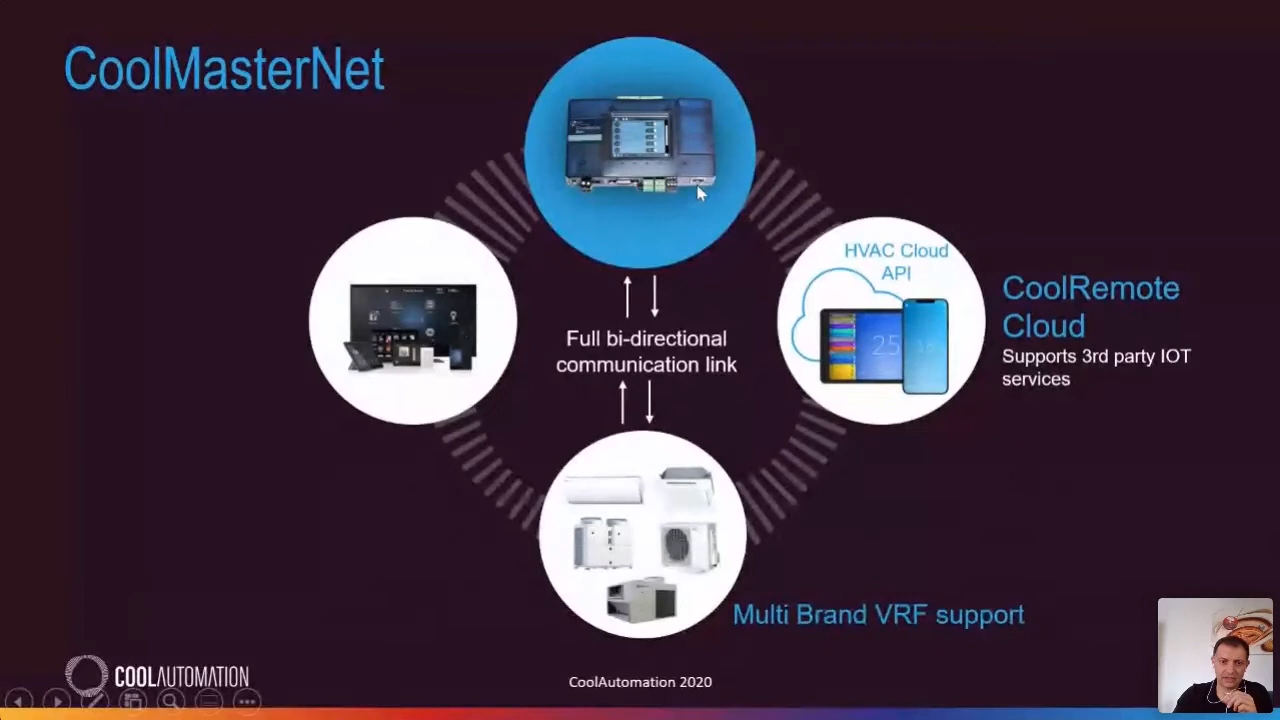 CoolMasterNet
HVAC Cloud
API
CoolRemote
Cloud
Supports 3rd party IOT
services
25
Full bi-directional
communication link
Multi Brand VRF support
COOLAUTOMATION
CoolAutomation 2020